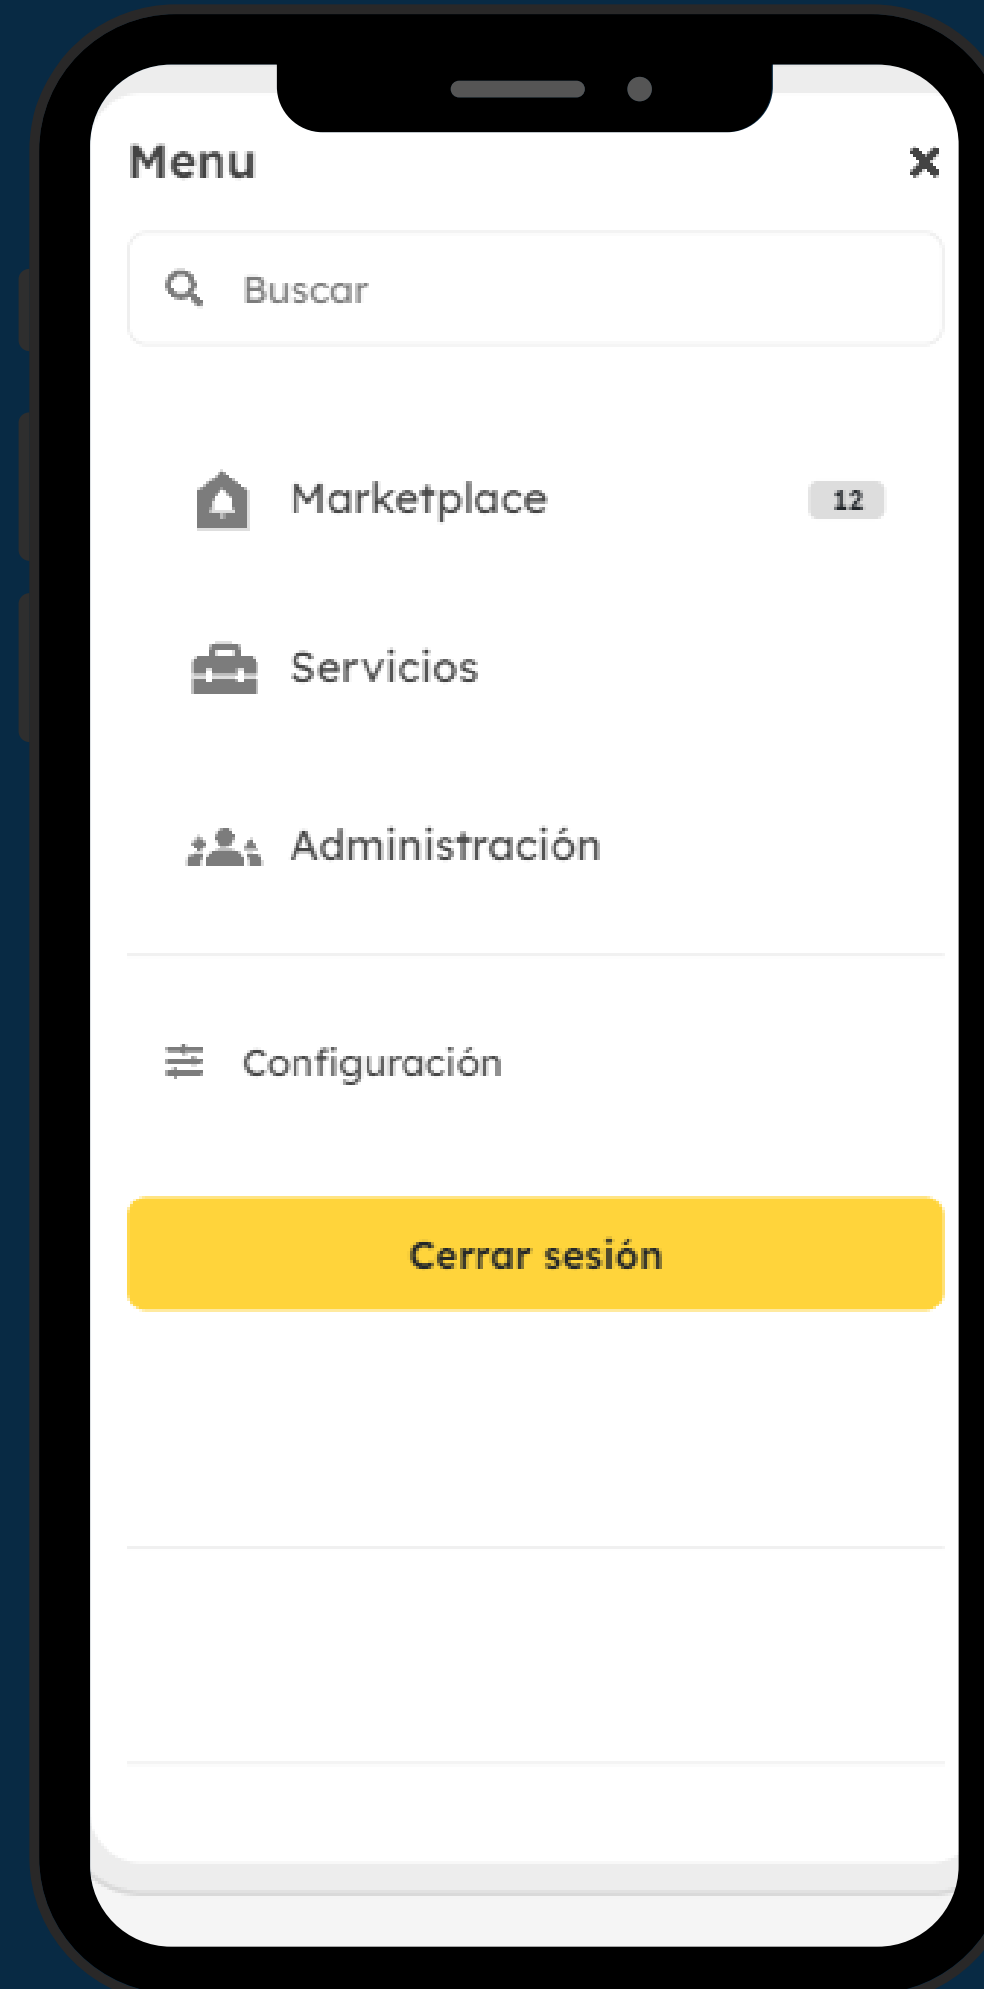 Menu
Buscar
Marketplace 12
Servicios
Administración
Configuración
Cerrar sesión